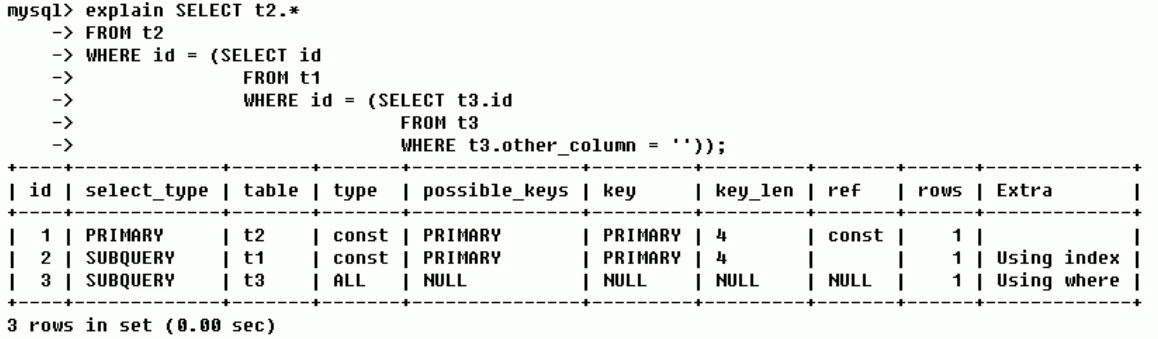 mysql> explain SELECT t2.*
    -> FROM t2
    -> WHERE id = (SELECT id
    ->             FROM t1
    ->             WHERE id = (SELECT t3.id
    ->                         FROM t3
    ->                         WHERE t3.other_column = ''));
+----+-------------+-------+-------+---------------+---------+---------+-------+------+-------------+
| id | select_type | table | type  | possible_keys | key     | key_len | ref   | rows | Extra       |
+----+-------------+-------+-------+---------------+---------+---------+-------+------+-------------+
|  1 | PRIMARY     | t2    | const | PRIMARY       | PRIMARY | 4       | const |    1 |             |
|  2 | SUBQUERY    | t1    | const | PRIMARY       | PRIMARY | 4       |       |    1 | Using index |
|  3 | SUBQUERY    | t3    | ALL   | NULL          | NULL    | NULL    | NULL  |    1 | Using where |
+----+-------------+-------+-------+---------------+---------+---------+-------+------+-------------+
3 rows in set (0.00 sec)